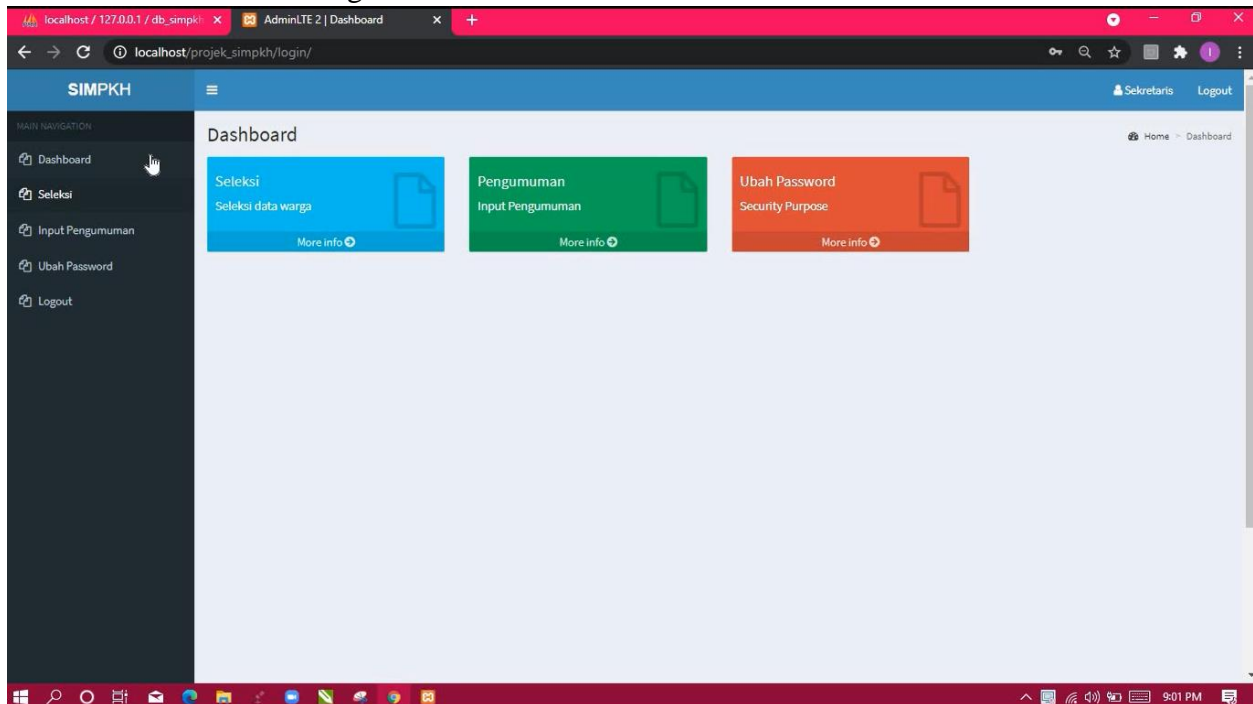 localhost / 127.0.0.1 / db_simpkh
AdminLTE 2 | Dashboard
localhost/projek_simpkh/login/
SIMPKH
Sekretaris Logout
MAIN NAVIGATION
Dashboard
Seleksi
Input Pengumuman
Ubah Password
Logout
Dashboard
Home > Dashboard
Seleksi
Seleksi data warga
More info
Pengumuman
Input Pengumuman
More info
Ubah Password
Security Purpose
More info
9:01 PM